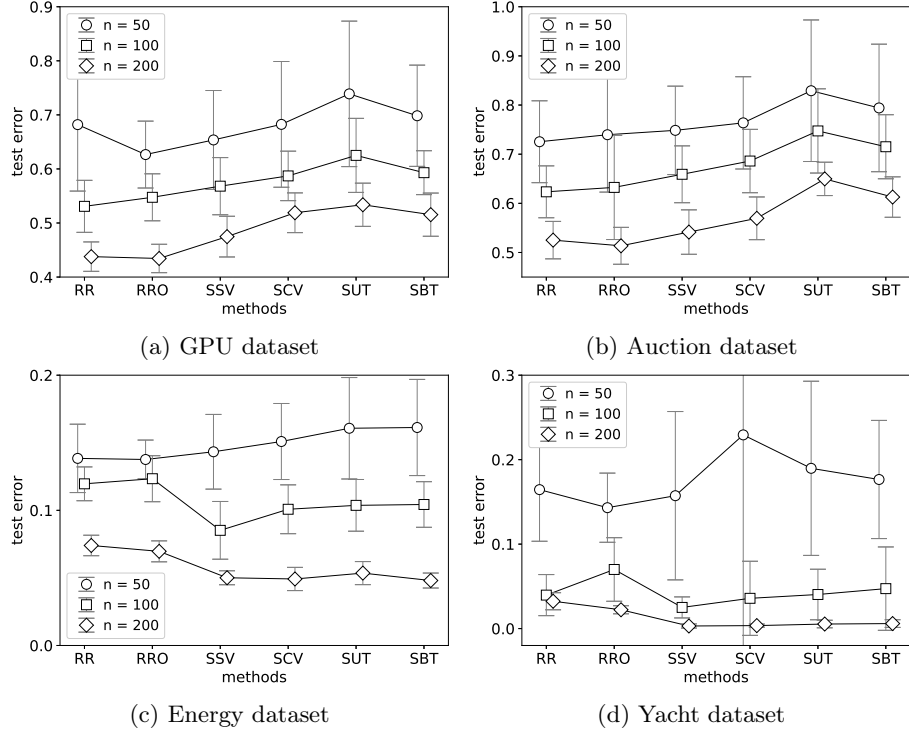 0.9
0.8
0.7
0.6
0.5
0.4
test error
n = 50
n = 100
n = 200
RR RRO SSV SCV SUT SBT
methods
(a) GPU dataset
1.0
0.9
0.8
0.7
0.6
0.5
test error
n = 50
n = 100
n = 200
RR RRO SSV SCV SUT SBT
methods
(b) Auction dataset
0.2
0.1
0.0
test error
n = 50
n = 100
n = 200
RR RRO SSV SCV SUT SBT
methods
(c) Energy dataset
0.3
0.2
0.1
0.0
test error
n = 50
n = 100
n = 200
RR RRO SSV SCV SUT SBT
methods
(d) Yacht dataset